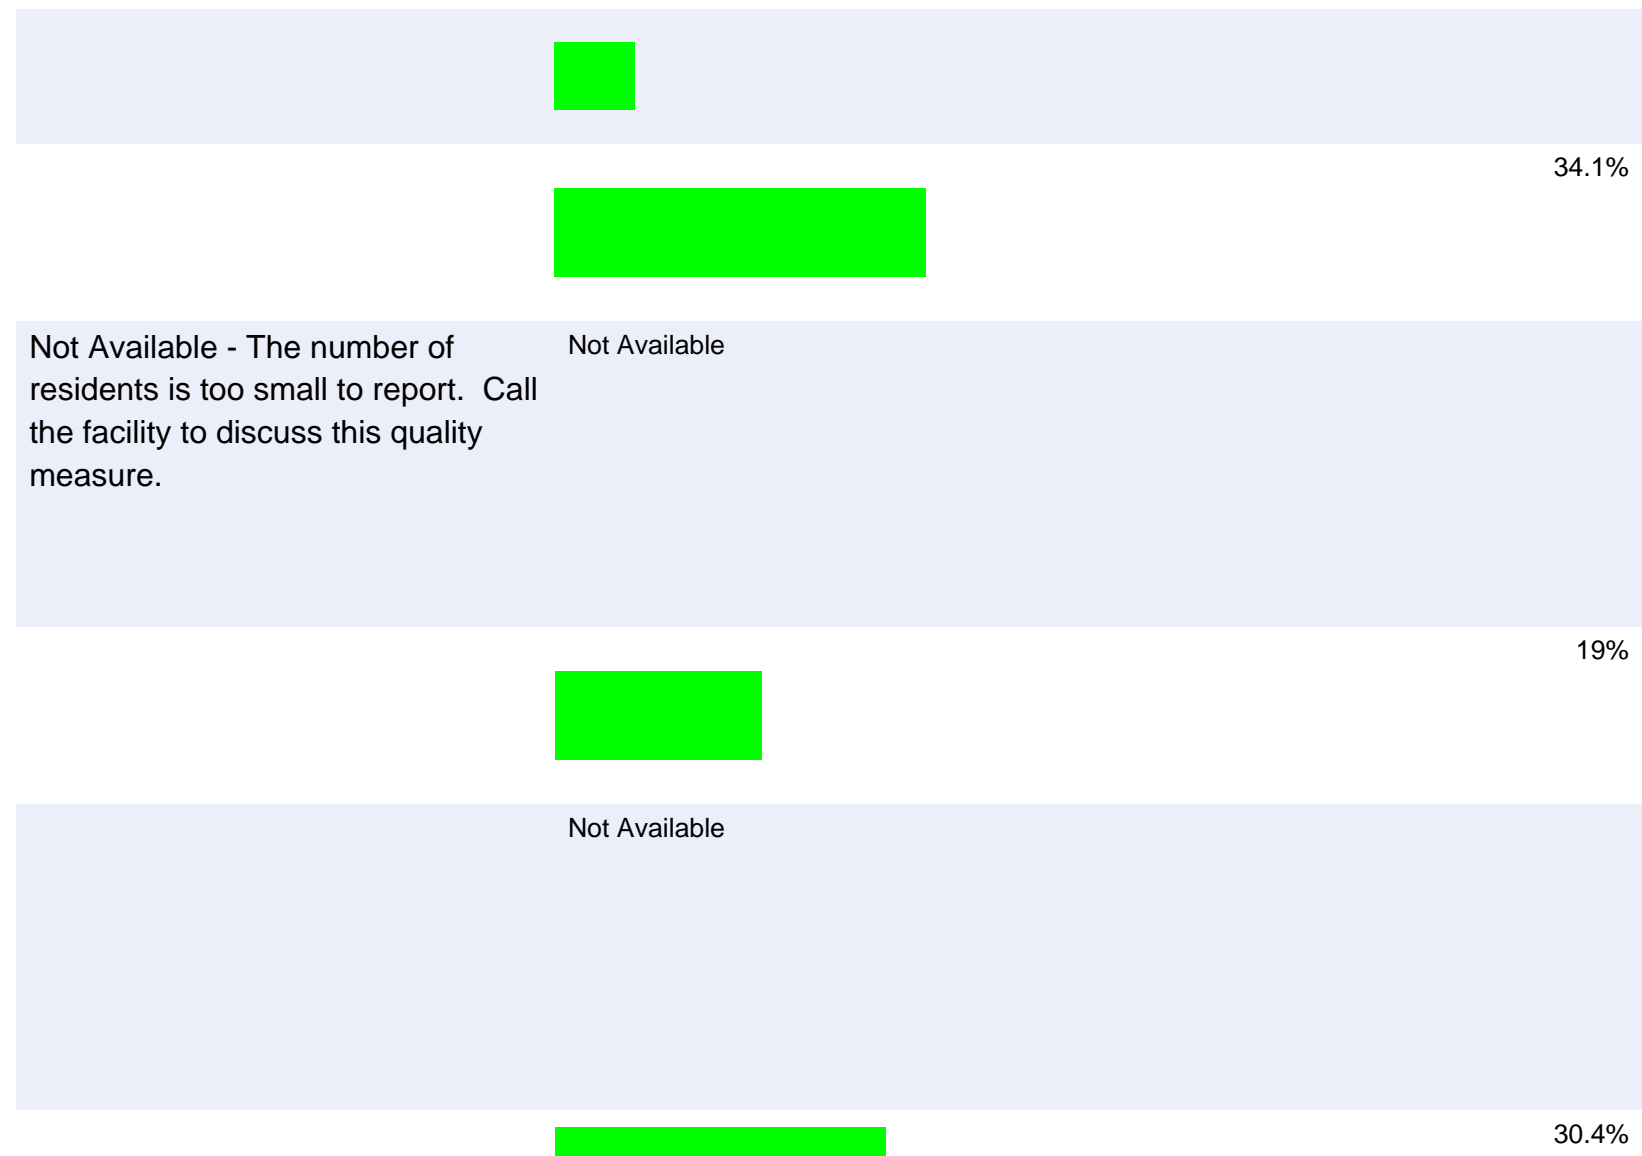 34.1%
Not Available - The number of
residents is too small to report.  Call
the facility to discuss this quality
measure.
Not Available
19%
Not Available
30.4%